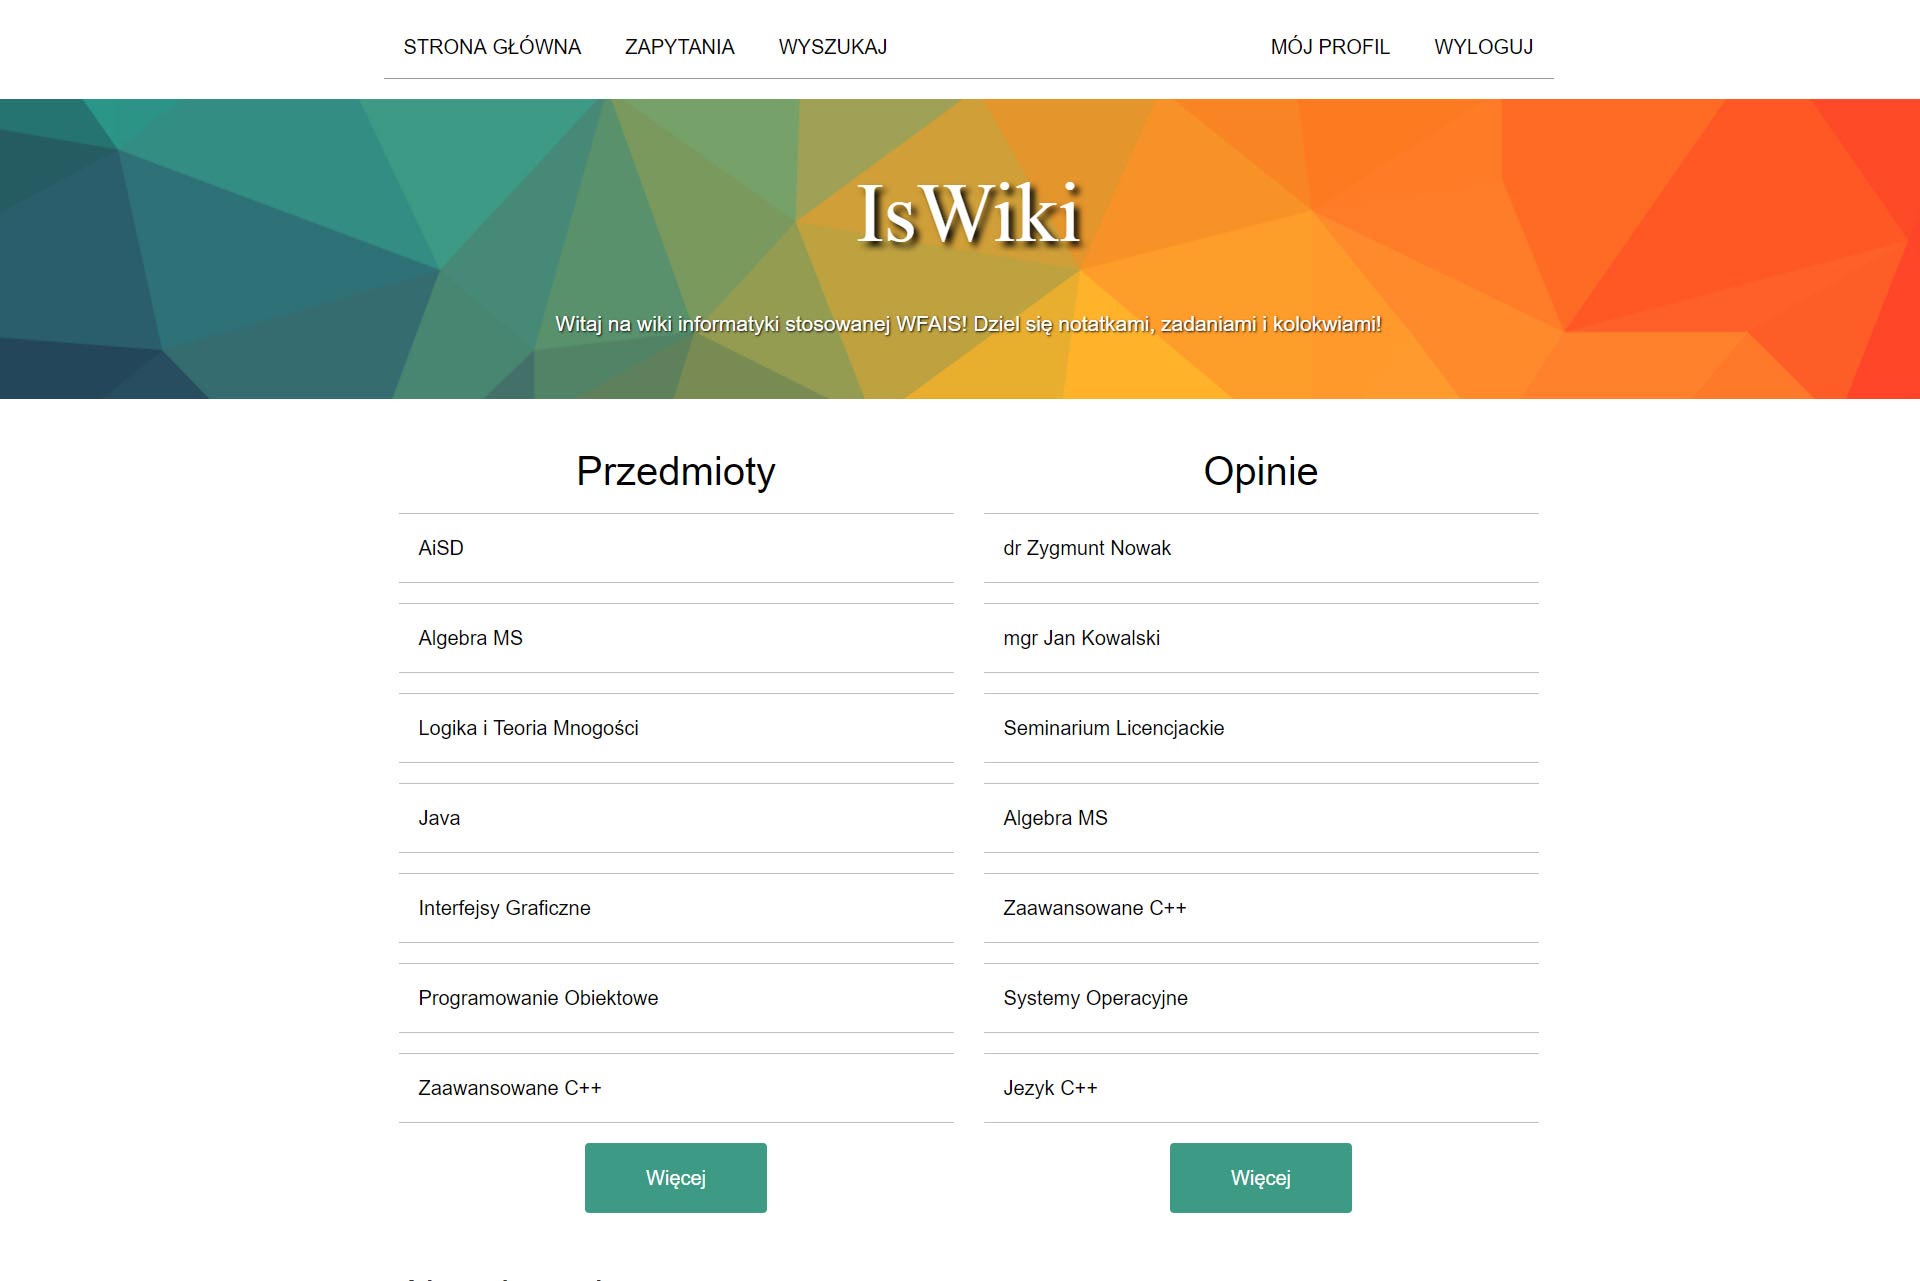 STRONA GŁÓWNA ZAPYTANIA WYSZUKAJ MÓJ PROFIL WYLOGUJ
IsWiki
Witaj na wiki informatyki stosowanej WFAIS! Dziel się notatkami, zadaniami i kolokwiami!
Przedmioty
AiSD
Algebra MS
Logika i Teoria Mnogości
Java
Interfejsy Graficzne
Programowanie Obiektowe
Zaawansowane C++
Więcej
Opinie
dr Zygmunt Nowak
mgr Jan Kowalski
Seminarium Licencjackie
Algebra MS
Zaawansowane C++
Systemy Operacyjne
Jezyk C++
Więcej